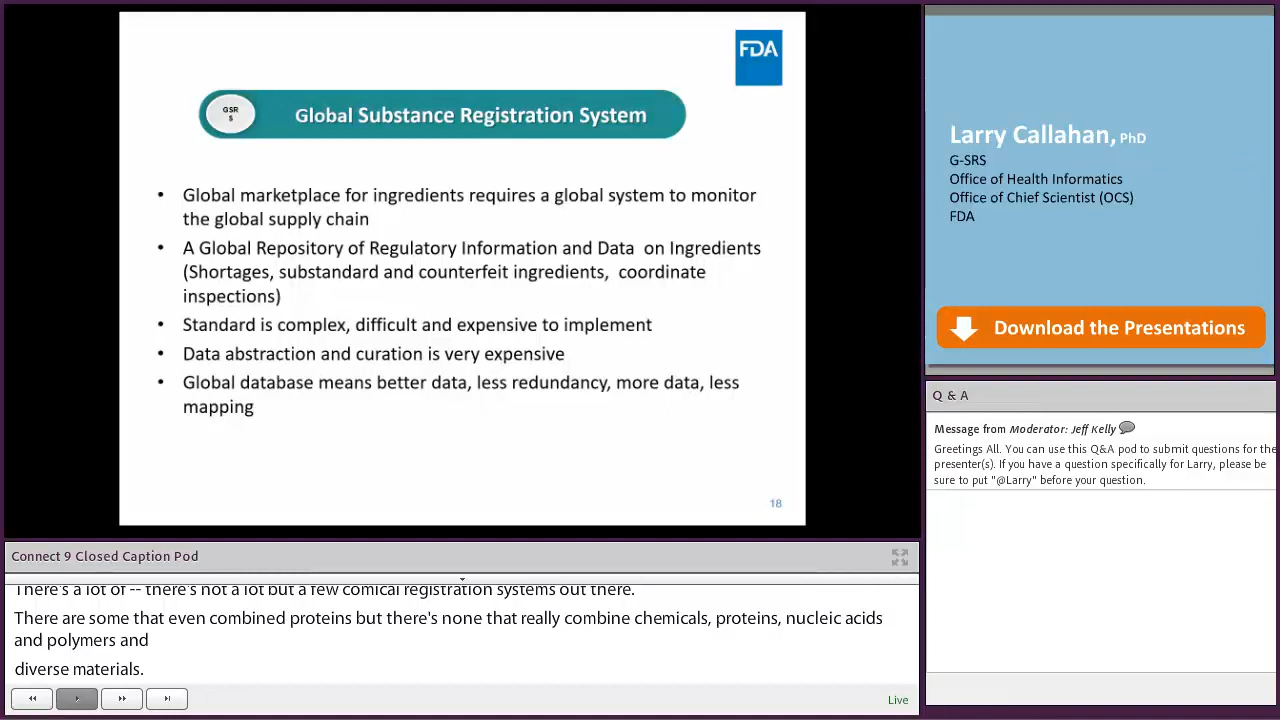 FDA
GSR
S
Global Substance Registration System
• Global marketplace for ingredients requires a global system to monitor
the global supply chain
• A Global Repository of Regulatory Information and Data on Ingredients
(Shortages, substandard and counterfeit ingredients, coordinate
inspections)
• Standard is complex, difficult and expensive to implement
• Data abstraction and curation is very expensive
• Global database means better data, less redundancy, more data, less
mapping
18
Larry Callahan, PhD
G-SRS
Office of Health Informatics
Office of Chief Scientist (OCS)
FDA
Download the Presentations
Q & A
Message from Moderator: Jeff Kelly
Greetings All. You can use this Q&A pod to submit questions for the
presenter(s). If you have a question specifically for Larry, please be
sure to put "@Larry" before your question.
Connect 9 Closed Caption Pod
There's a lot of -- there's not a lot but a few comical registration systems out there.
There are some that even combined proteins but there's none that really combine chemicals, proteins, nucleic acids
and polymers and
diverse materials.
Live